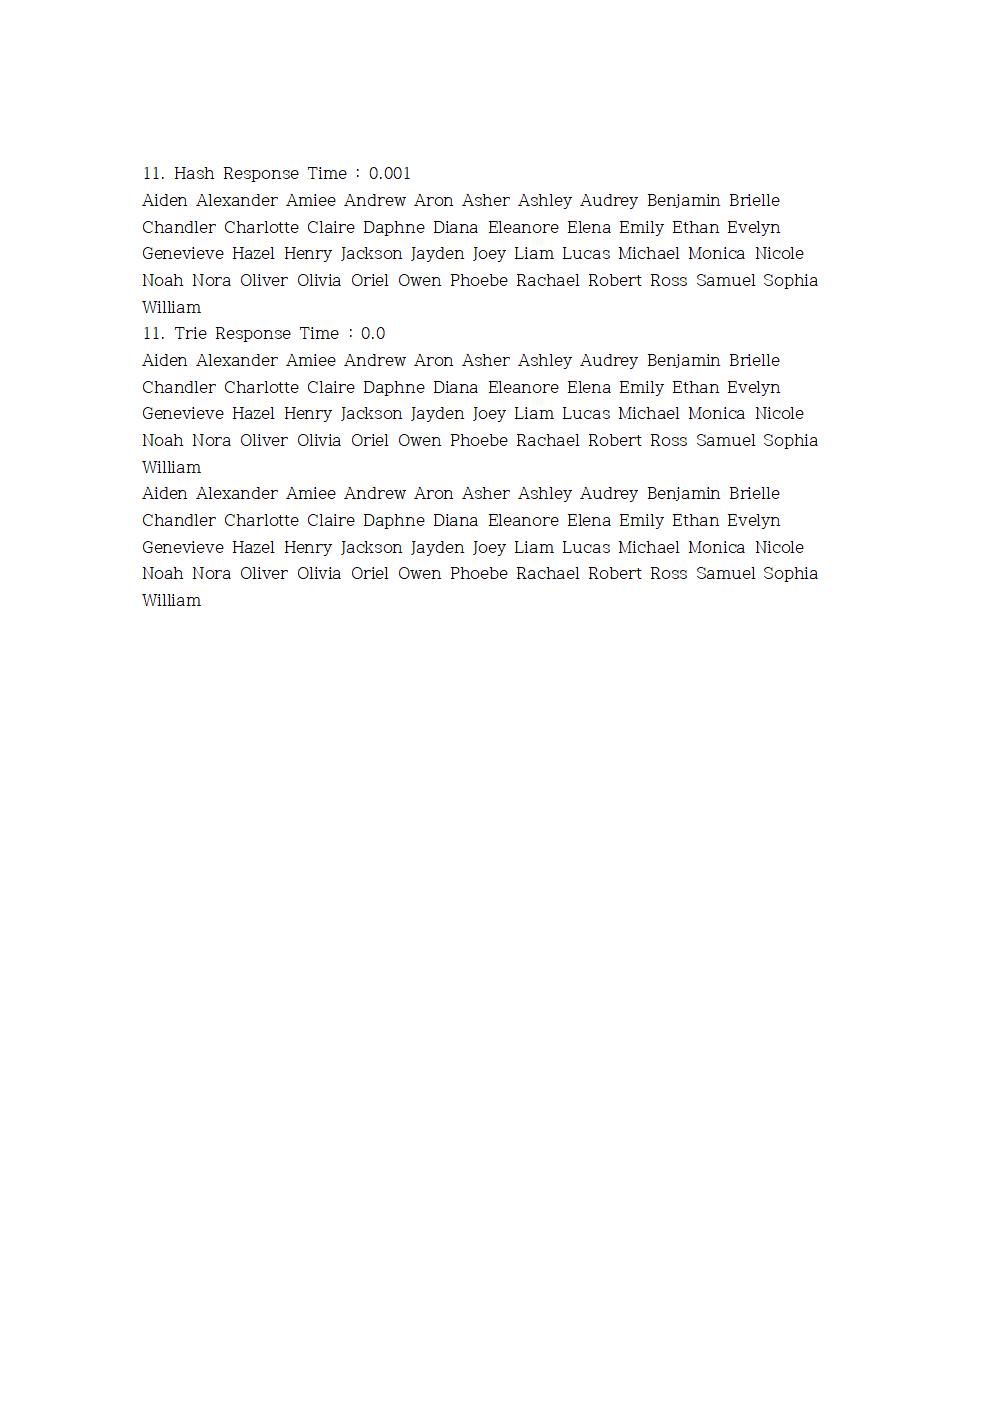 11. Hash Response Time : 0.001
Aiden Alexander Amiee Andrew Aron Asher Ashley Audrey Benjamin Brielle
Chandler Charlotte Claire Daphne Diana Eleanore Elena Emily Ethan Evelyn
Genevieve Hazel Henry Jackson Jayden Joey Liam Lucas Michael Monica Nicole
Noah Nora Oliver Olivia Oriel Owen Phoebe Rachael Robert Ross Samuel Sophia
William
11. Trie Response Time : 0.0
Aiden Alexander Amiee Andrew Aron Asher Ashley Audrey Benjamin Brielle
Chandler Charlotte Claire Daphne Diana Eleanore Elena Emily Ethan Evelyn
Genevieve Hazel Henry Jackson Jayden Joey Liam Lucas Michael Monica Nicole
Noah Nora Oliver Olivia Oriel Owen Phoebe Rachael Robert Ross Samuel Sophia
William
Aiden Alexander Amiee Andrew Aron Asher Ashley Audrey Benjamin Brielle
Chandler Charlotte Claire Daphne Diana Eleanore Elena Emily Ethan Evelyn
Genevieve Hazel Henry Jackson Jayden Joey Liam Lucas Michael Monica Nicole
Noah Nora Oliver Olivia Oriel Owen Phoebe Rachael Robert Ross Samuel Sophia
William